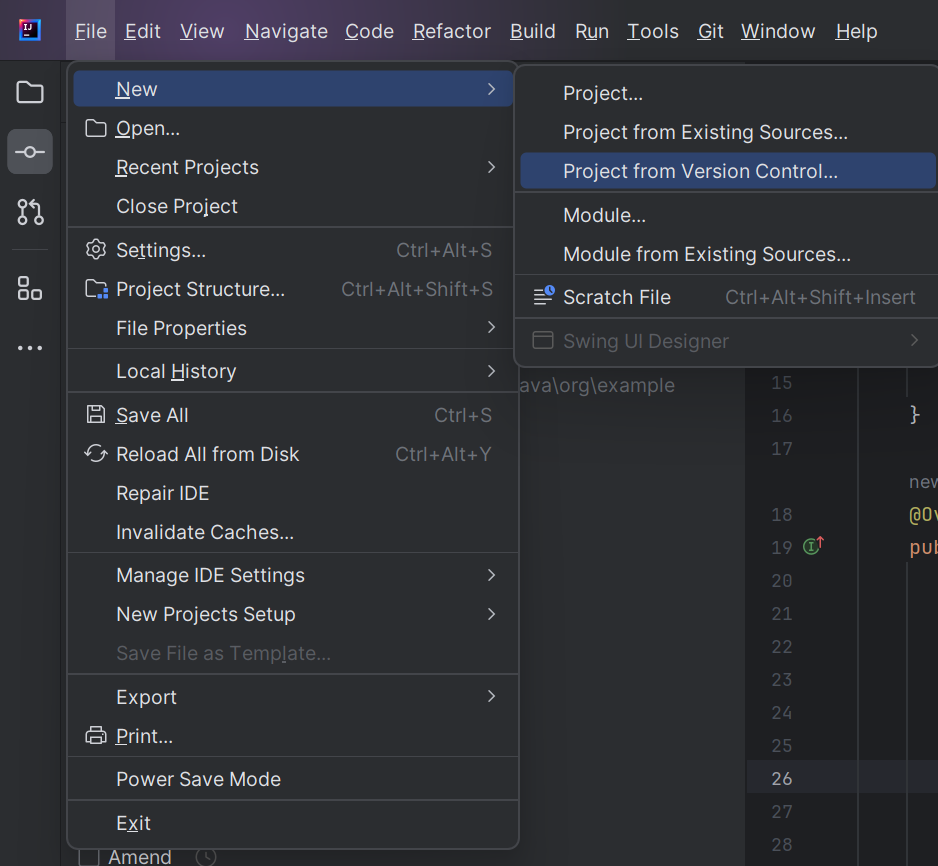 IJ
File Edit View Navigate Code Refactor Build Run Tools Git Window Help
New
Open...
Recent Projects
Close Project
Settings... Ctrl+Alt+S
Project Structure... Ctrl+Alt+Shift+S
File Properties
Local History
Save All Ctrl+S
Reload All from Disk Ctrl+Alt+Y
Repair IDE
Invalidate Caches...
Manage IDE Settings
New Projects Setup
Save File as Template...
Export
Print...
Power Save Mode
Exit
Amend
Project...
Project from Existing Sources...
Project from Version Control...
Module...
Module from Existing Sources...
Scratch File Ctrl+Alt+Shift+Insert
Swing UI Designer
ava\org\example
15
16 }
17
new
18 @Ov
19 pub
20
21
22
23
24
25
26
27
28